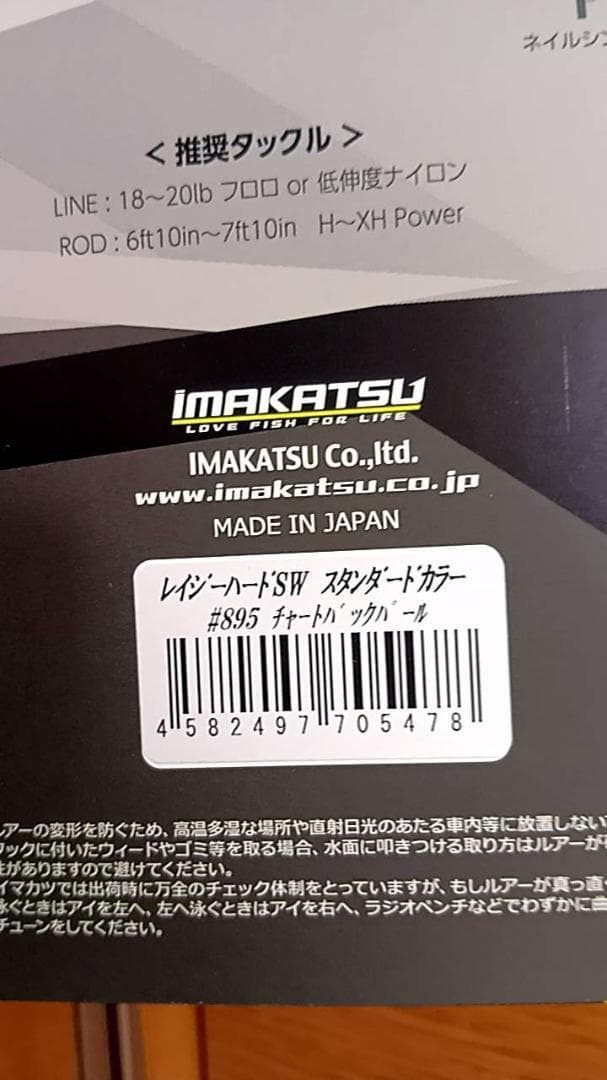 ネイルシン
< 推奨タックル >
LINE : 18〜20lb フロロ or 低伸度ナイロン
ROD : 6ft10in〜7ft10in H〜XH Power
imAKATSU
LOVE FISH FOR LIFE
IMAKATSU Co.,ltd.
www.imakatsu.co.jp
MADE IN JAPAN
レイジーハードSW スタンダードカラー
#895 チャートバックパール
4 582497 705478
ルアーの変形を防ぐため、高温多湿な場所や直射日光のあたる車内等に放置しない
フックに付いたウィードやゴミ等を取る場合、水面に叩きつける取り方はルアーが
性がありますので避けてください。
イマカツでは出荷時に万全のチェック体制をとっていますが、もしルアーが真っ直
泳ぐときはアイを左へ、左へ泳ぐときはアイを右へ、ラジオペンチなどでわずかに曲
チューンをしてください。